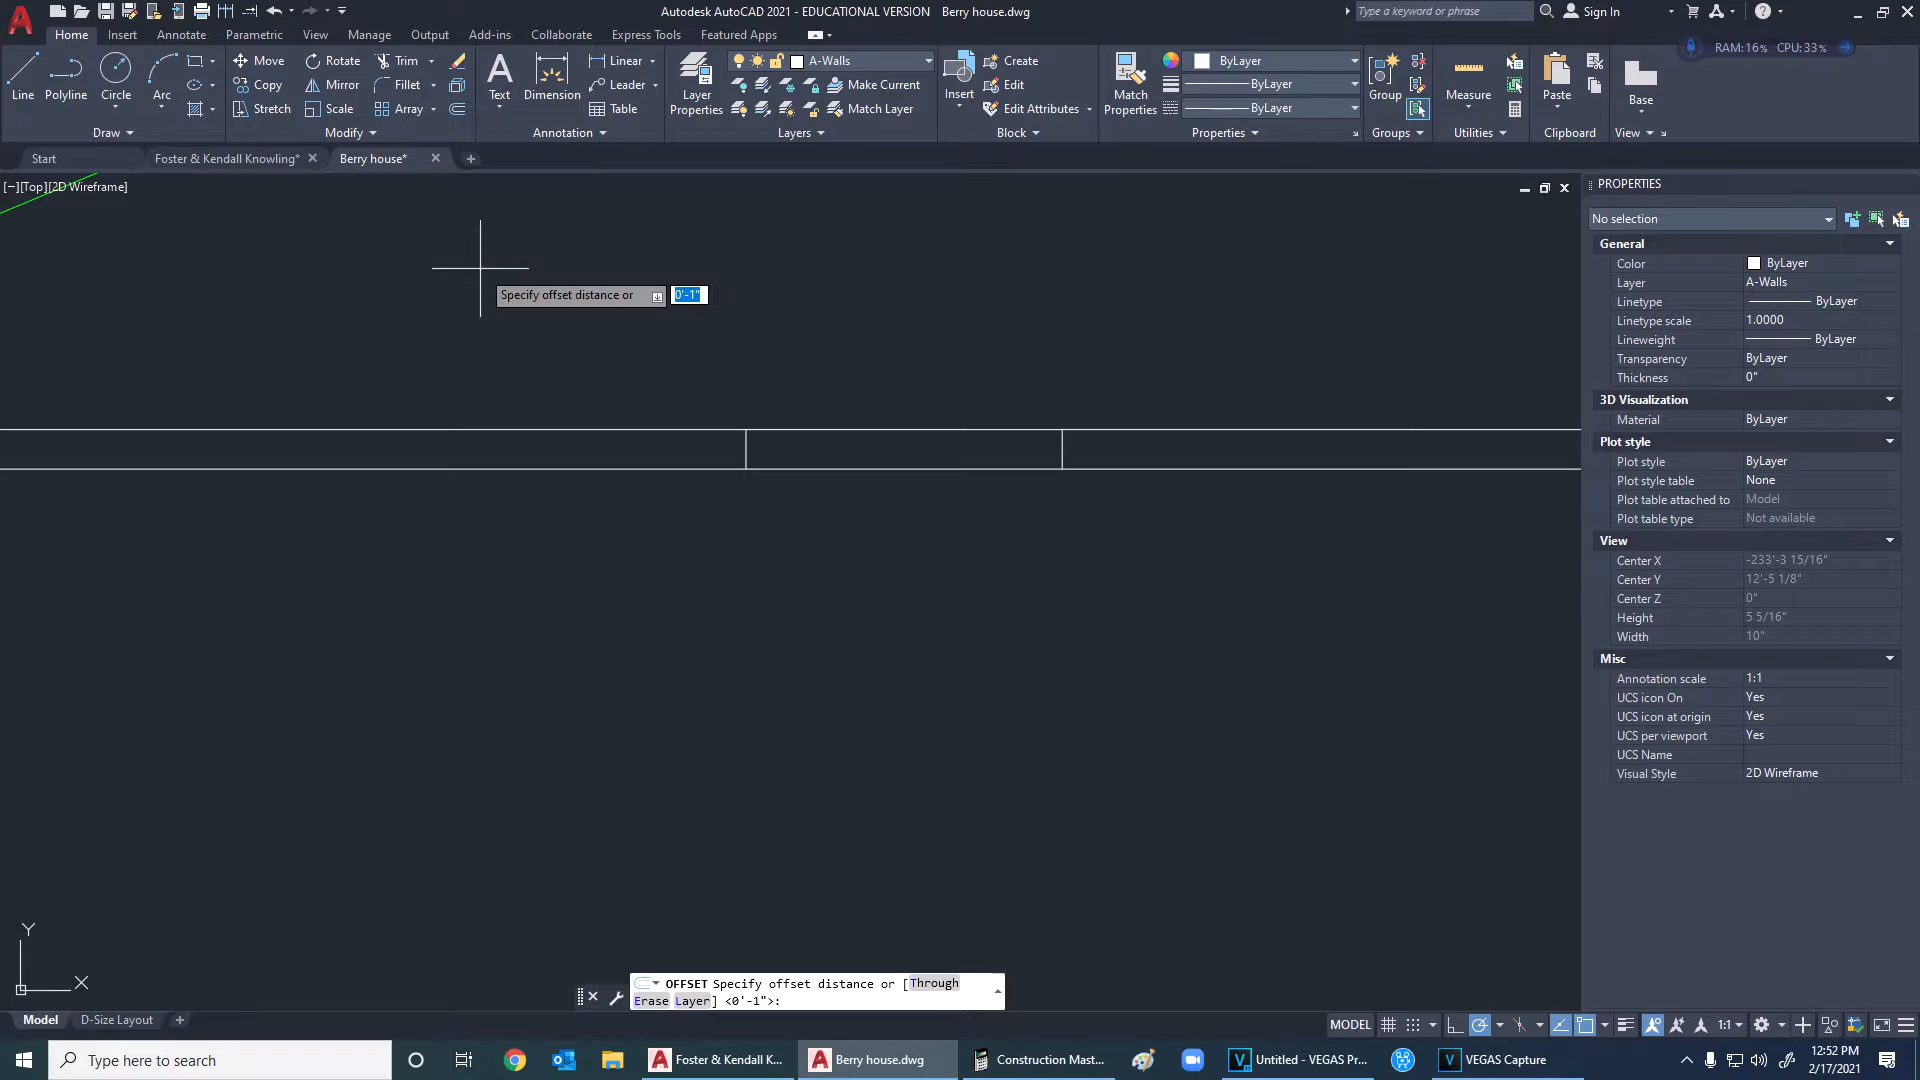 Autodesk AutoCAD 2021 - EDUCATIONAL VERSION Berry house.dwg
Type a keyword or phrase
Sign In
Home Insert Annotate Parametric View Manage Output Add-ins Collaborate Express Tools Featured Apps
RAM:16% CPU:33%
Line Polyline Circle Arc
Move Rotate Trim
Copy Mirror Fillet
Stretch Scale Array
Text Dimension
Linear
Leader
Table
Layer
Properties
A-Walls
Make Current
Match Layer
Insert
Create
Edit
Edit Attributes
Match
Properties
ByLayer
ByLayer
ByLayer
Group Measure Paste Base
Draw Modify Annotation Layers Block Properties Groups Utilities Clipboard View
Start Foster & Kendall Knowling* Berry house*
[−][Top][2D Wireframe]
Specify offset distance or 0'-1"
PROPERTIES
No selection
General
Color ByLayer
Layer A-Walls
Linetype ByLayer
Linetype scale 1.0000
Lineweight ByLayer
Transparency ByLayer
Thickness 0"
3D Visualization
Material ByLayer
Plot style
Plot style ByLayer
Plot style table None
Plot table attached to Model
Plot table type Not available
View
Center X -233'-3 15/16"
Center Y 12'-5 1/8"
Center Z 0"
Height 5 5/16"
Width 10"
Misc
Annotation scale 1:1
UCS icon On Yes
UCS icon at origin Yes
UCS per viewport Yes
UCS Name
Visual Style 2D Wireframe
Y
X
OFFSET Specify offset distance or [Through
Erase Layer] <0'-1">:
Model D-Size Layout
MODEL 1:1
Type here to search
Foster & Kendall K...
Berry house.dwg
Construction Mast...
Untitled - VEGAS Pr...
VEGAS Capture
12:52 PM
2/17/2021